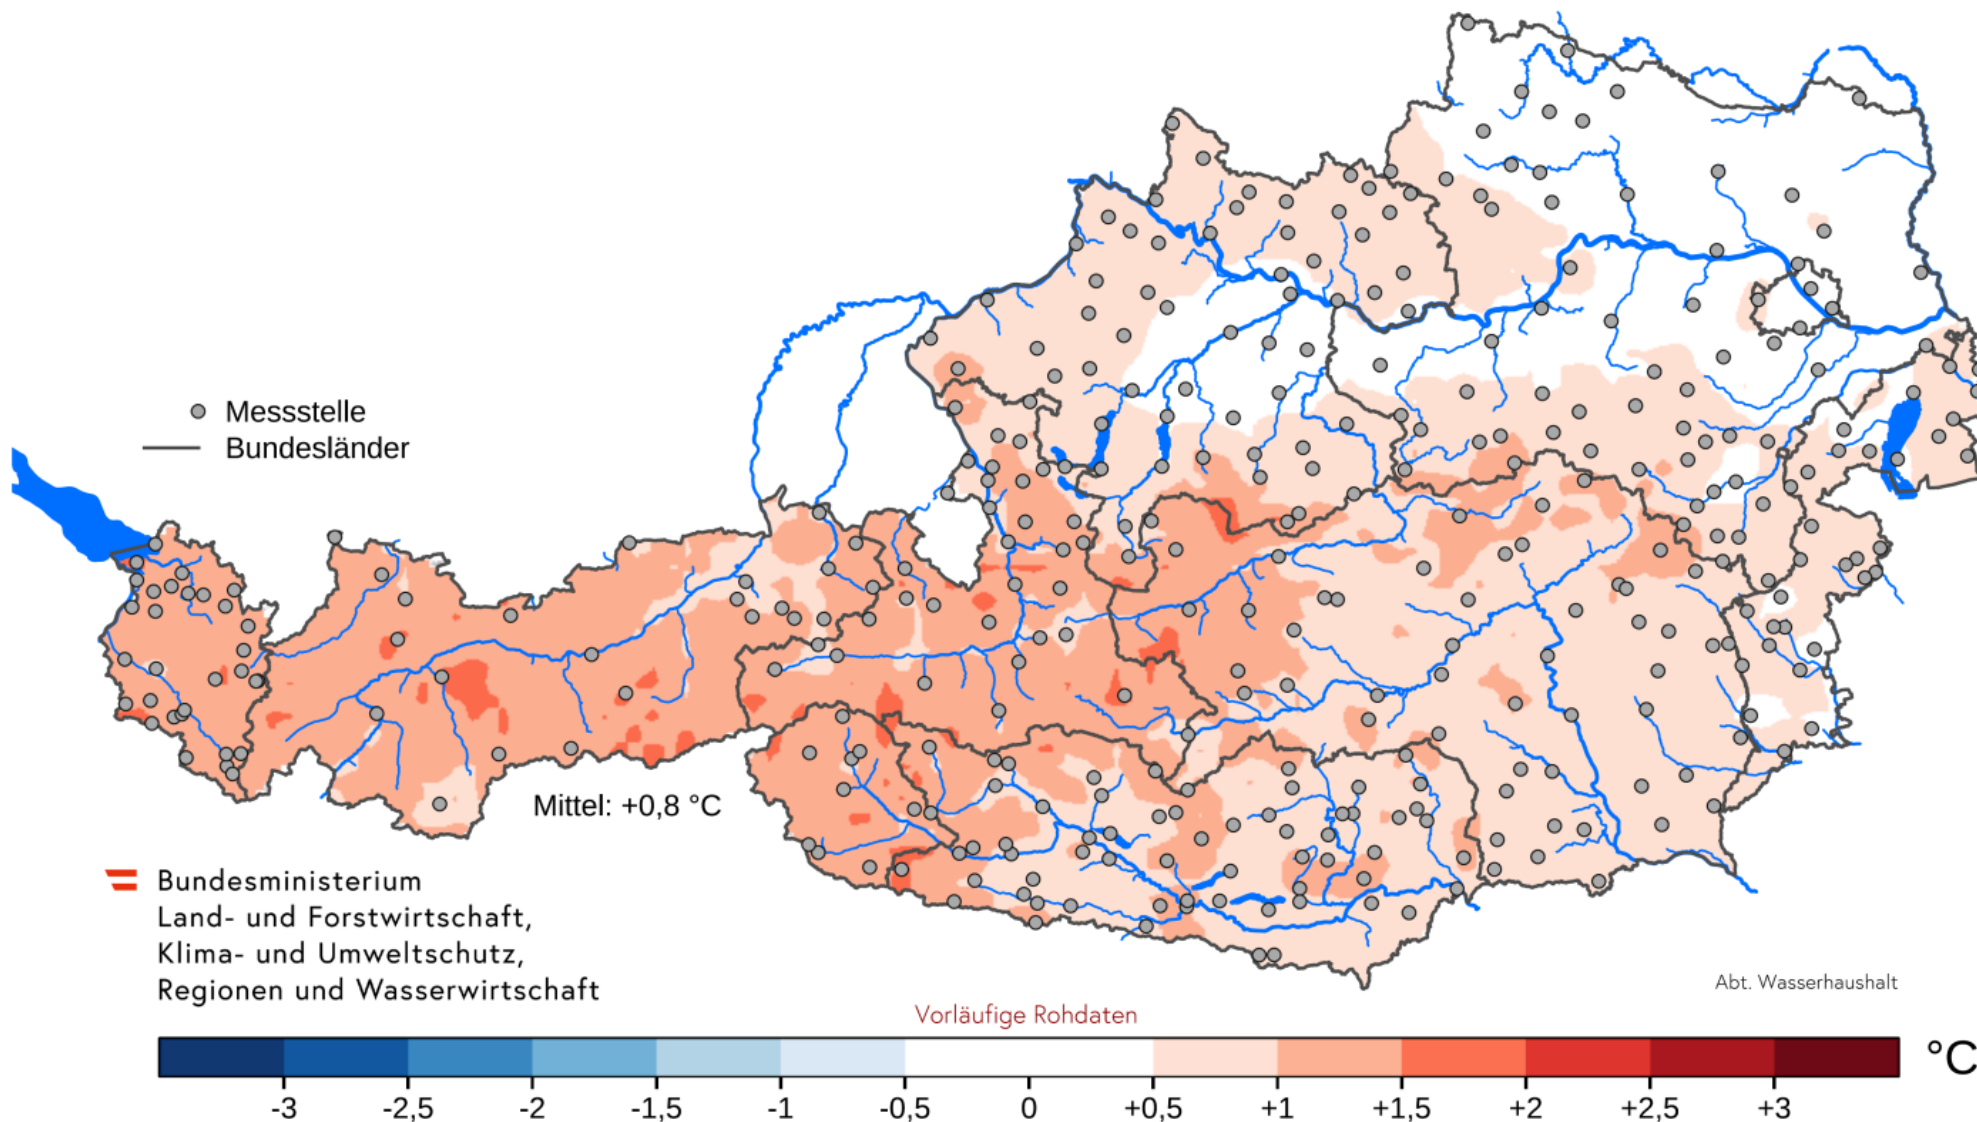 Messstelle
Bundesländer
Mittel: +0,8 °C
Bundesministerium
Land- und Forstwirtschaft,
Klima- und Umweltschutz,
Regionen und Wasserwirtschaft
Abt. Wasserhaushalt
Vorläufige Rohdaten
°C
-3 -2,5 -2 -1,5 -1 -0,5 0 +0,5 +1 +1,5 +2 +2,5 +3